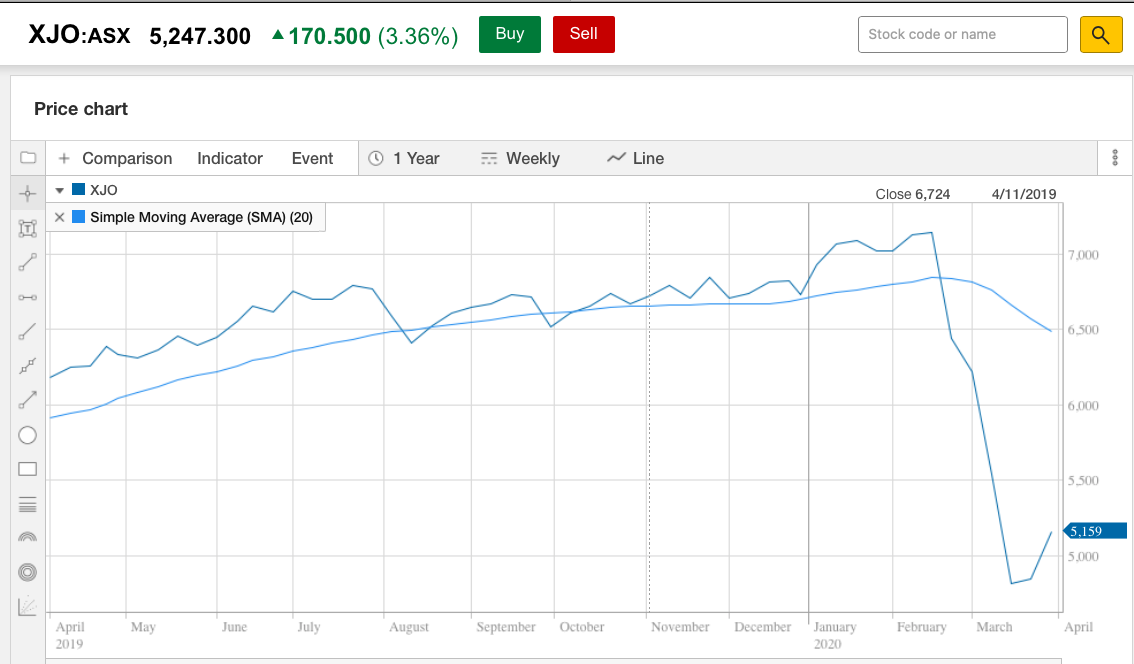 XJO:ASX 5,247.300 ▲170.500 (3.36%) Buy Sell Stock code or name
Price chart
+ Comparison Indicator Event 1 Year Weekly Line
XJO
Close 6,724 4/11/2019
Simple Moving Average (SMA) (20)
T
7,000
6,500
6,000
5,500
5,159
5,000
April May June July August September October November December January February March April
2019 2020